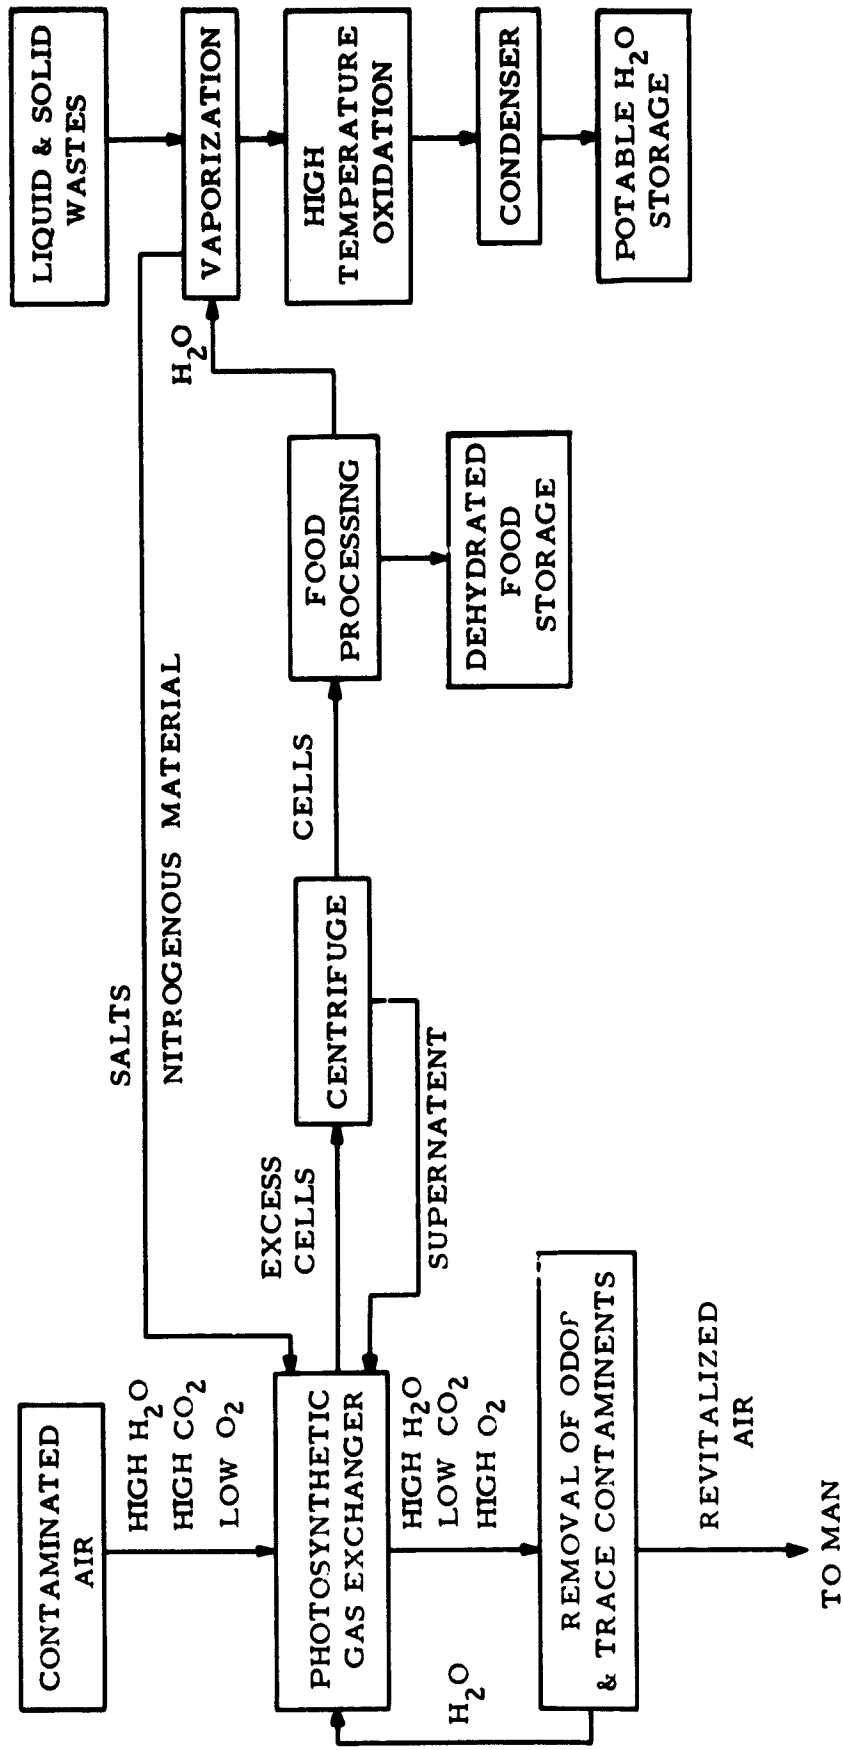 CONTAMINATED
AIR
HIGH H2O
HIGH CO2
LOW O2
PHOTOSYNTHETIC
GAS EXCHANGER
HIGH H2O
LOW CO2
HIGH O2
H2O
REMOVAL OF ODOR
& TRACE CONTAMINENTS
REVITALIZED
AIR
TO MAN
SALTS
NITROGENOUS MATERIAL
EXCESS
CELLS
SUPERNATENT
CENTRIFUGE
CELLS
FOOD
PROCESSING
DEHYDRATED
FOOD
STORAGE
H2O
LIQUID & SOLID
WASTES
VAPORIZATION
HIGH
TEMPERATURE
OXIDATION
CONDENSER
POTABLE H2O
STORAGE